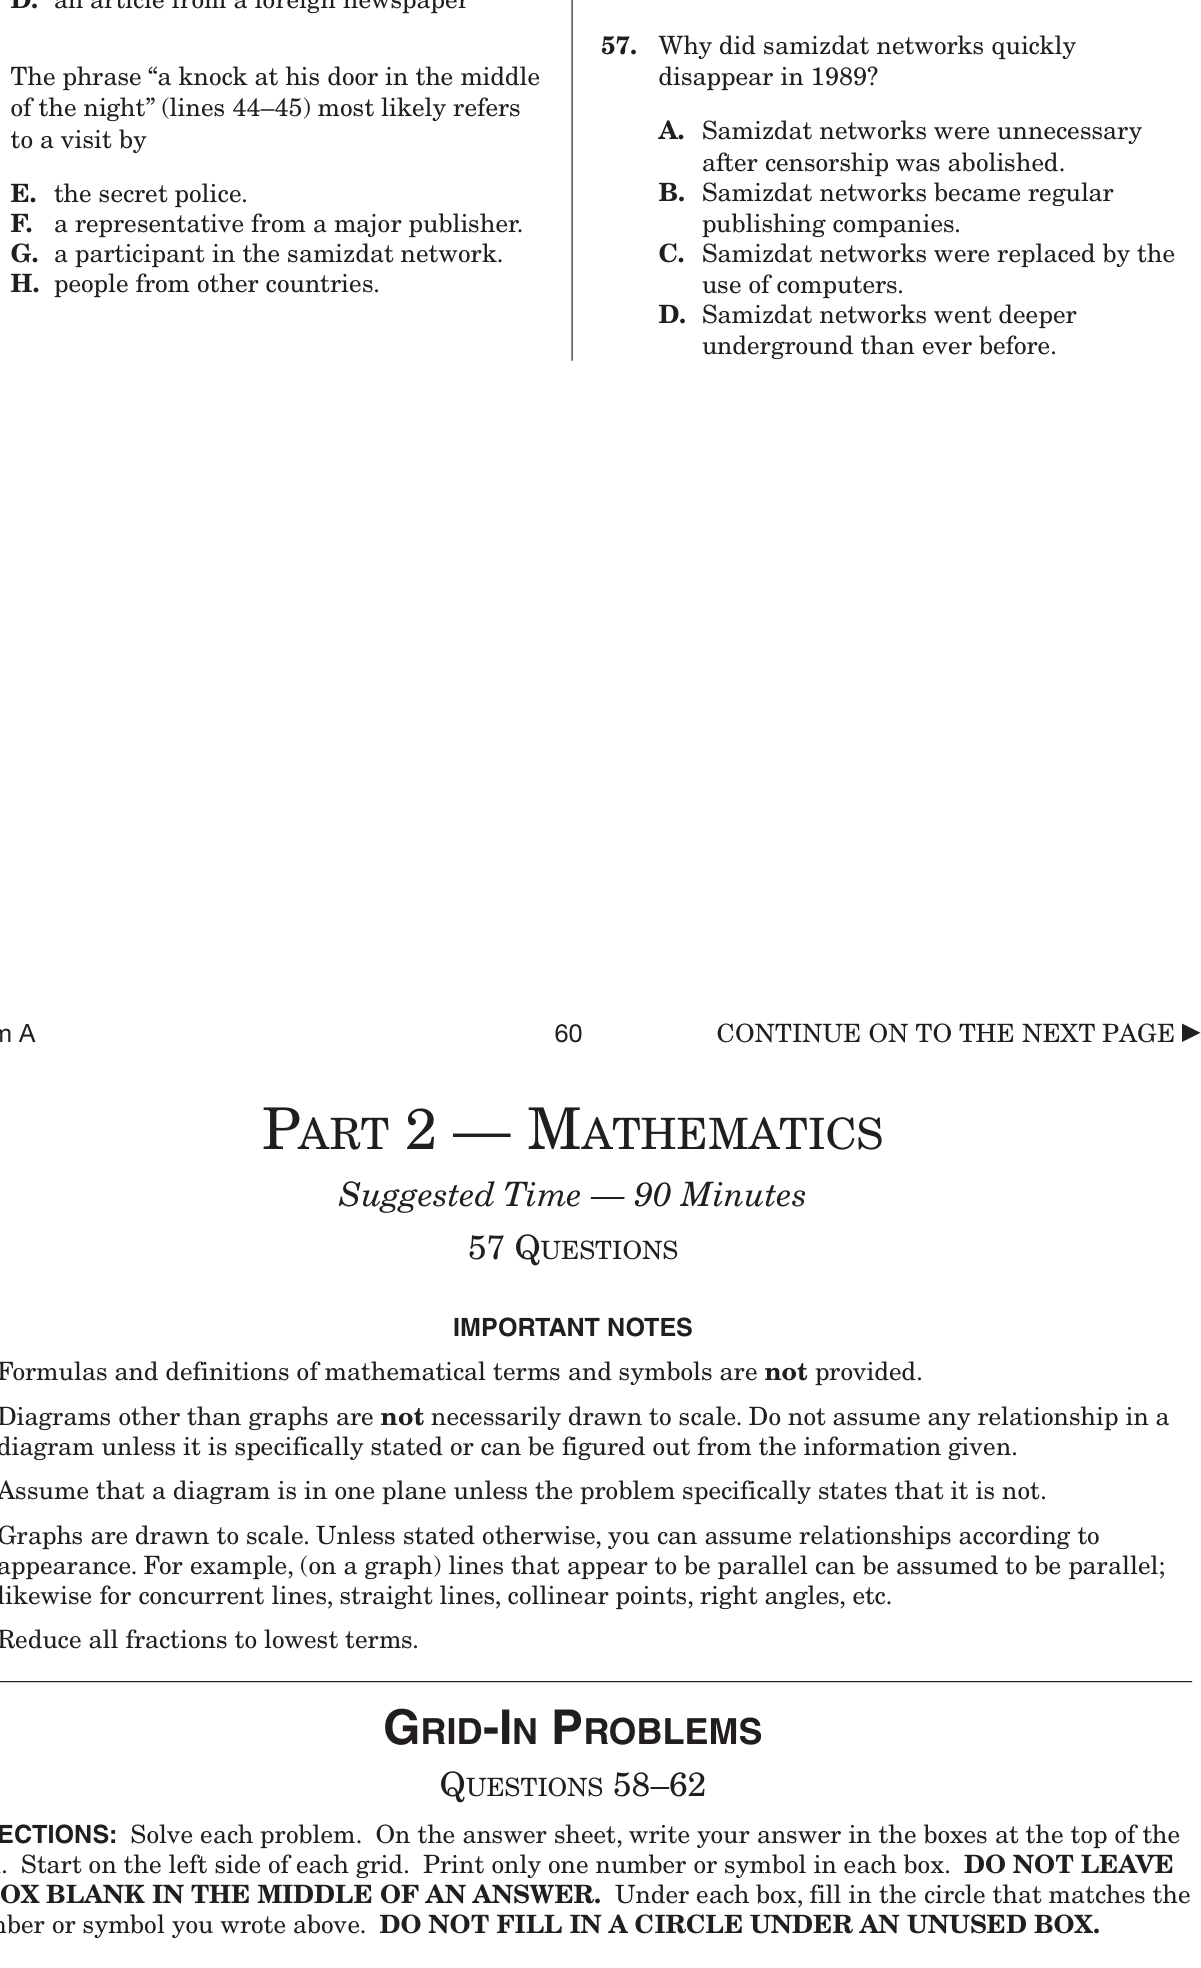 D. an article from a foreign newspaper
The phrase “a knock at his door in the middle
of the night” (lines 44–45) most likely refers
to a visit by
E. the secret police.
F. a representative from a major publisher.
G. a participant in the samizdat network.
H. people from other countries.
57. Why did samizdat networks quickly
disappear in 1989?
A. Samizdat networks were unnecessary
after censorship was abolished.
B. Samizdat networks became regular
publishing companies.
C. Samizdat networks were replaced by the
use of computers.
D. Samizdat networks went deeper
underground than ever before.
m A 60 CONTINUE ON TO THE NEXT PAGE ►
PART 2 — MATHEMATICS
Suggested Time — 90 Minutes
57 QUESTIONS
IMPORTANT NOTES
Formulas and definitions of mathematical terms and symbols are not provided.
Diagrams other than graphs are not necessarily drawn to scale. Do not assume any relationship in a
diagram unless it is specifically stated or can be figured out from the information given.
Assume that a diagram is in one plane unless the problem specifically states that it is not.
Graphs are drawn to scale. Unless stated otherwise, you can assume relationships according to
appearance. For example, (on a graph) lines that appear to be parallel can be assumed to be parallel;
likewise for concurrent lines, straight lines, collinear points, right angles, etc.
Reduce all fractions to lowest terms.
GRID-IN PROBLEMS
QUESTIONS 58–62
ECTIONS: Solve each problem. On the answer sheet, write your answer in the boxes at the top of the
. Start on the left side of each grid. Print only one number or symbol in each box. DO NOT LEAVE
OX BLANK IN THE MIDDLE OF AN ANSWER. Under each box, fill in the circle that matches the
mber or symbol you wrote above. DO NOT FILL IN A CIRCLE UNDER AN UNUSED BOX.